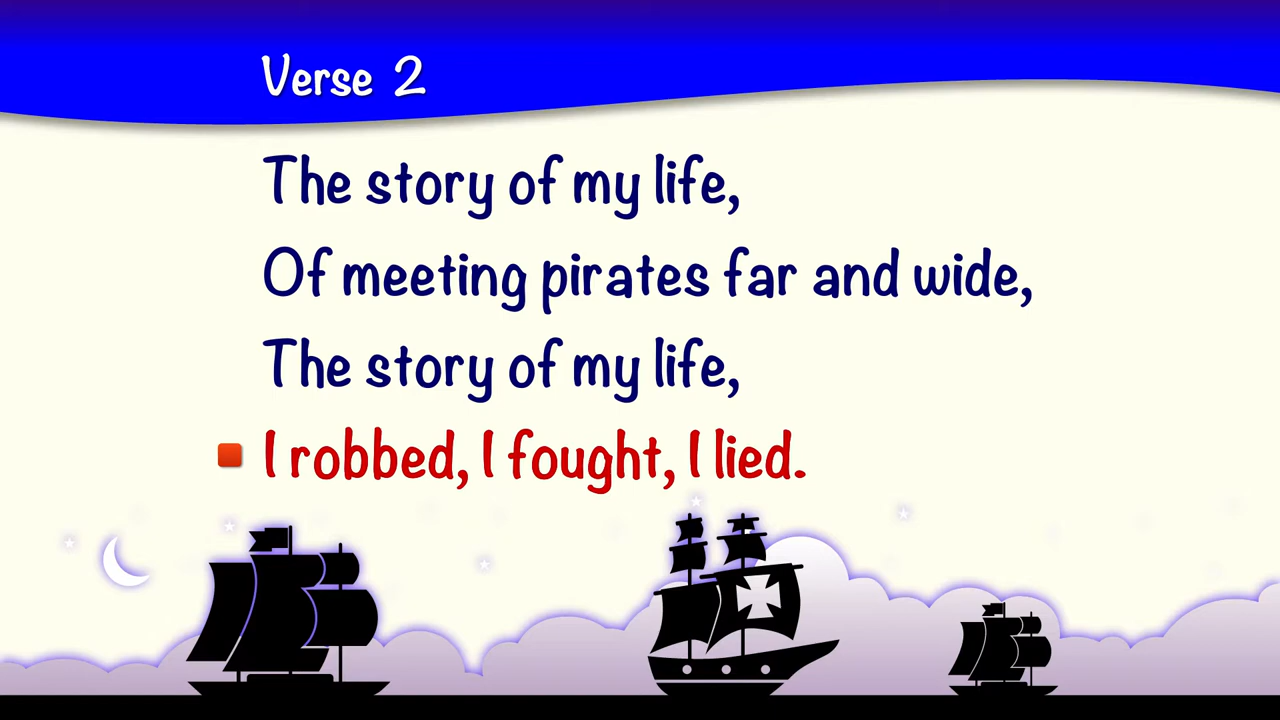 Verse 2
The story of my life,
Of meeting pirates far and wide,
The story of my life,
I robbed, I fought, I lied.